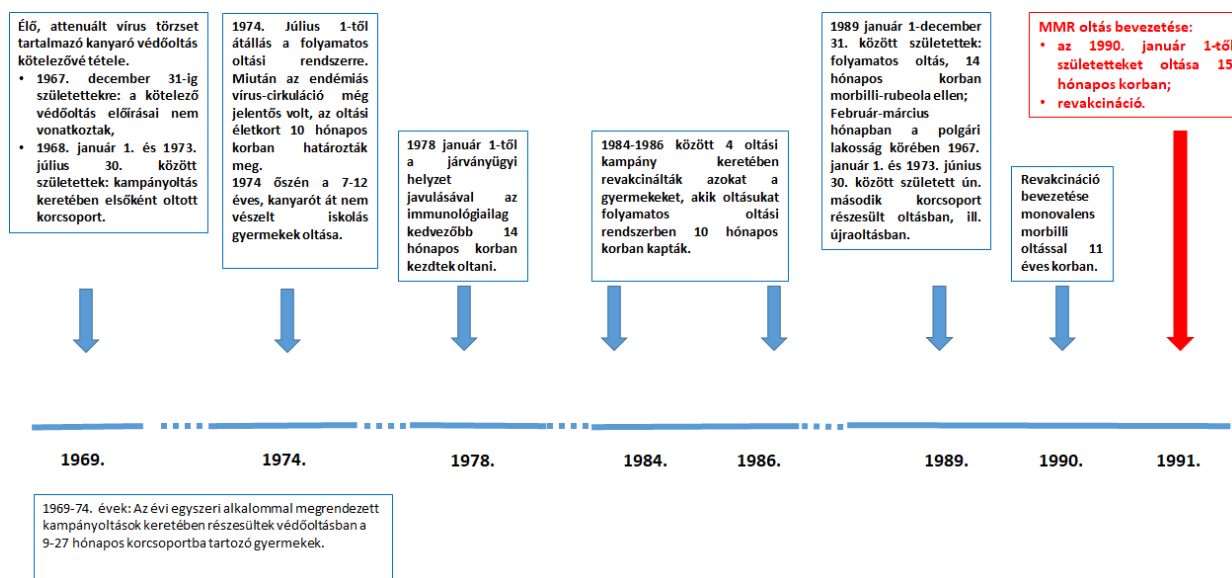 Élő, attenuált vírus törzset
tartalmazó kanyaró védőoltás
kötelezővé tétele.
• 1967. december 31-ig
születettekre: a kötelező
védőoltás előírásai nem
vonatkoztak,
• 1968. január 1. és 1973.
július 30. között
születtek: kampányoltás
keretében elsőként oltott
korcsoport.
1974. Július 1-től
átállás a folyamatos
oltási rendszerre. Miután
az endémiás
vírus-cirkuláció még
jelentős volt, az oltási
életkort 10 hónapos
korban határozták
meg.
1974 őszén a 7-12
éves, kanyarót át nem
vészelt iskolás
gyermekek oltása.
1978 január 1-től
a járványügyi
helyzet
javulásával az
immunológiailag
kedvezőbb 14
hónapos korban
kezdtek oltani.
1984-1986 között 4 oltási
kampány keretében
revakcinálták azokat a
gyermekeket, akik oltásukat
folyamatos oltási
rendszerben 10 hónapos
korban kapták.
1989 január 1-december
31. között születettek:
folyamatos oltás, 14
hónapos korban
morbilli-rubeola ellen;
Február-március
hónapban a polgári
lakosság körében 1967.
január 1. és 1973. június
30. között született ún.
második korcsoport
részesült oltásban, ill.
újraoltásban.
Revakcináció
bevezetése
monovalens
morbilli
oltással 11
éves korban.
MMR oltás bevezetése:
• az 1990. január 1-től
születetteket oltása 15
hónapos korban;
• revakcináció.
1969.
1974.
1978.
1984.
1986.
1989.
1990.
1991.
1969-74. évek: Az évi egyszeri alkalommal megrendezett
kampányoltások keretében részesültek védőoltásban a
9-27 hónapos korcsoportba tartozó gyermekek.